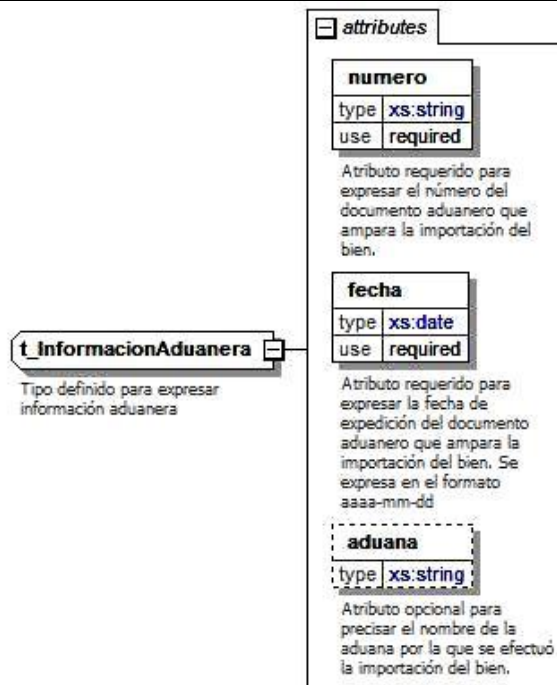 attributes
numero
type xs:string
use required
Atributo requerido para
expresar el número del
documento aduanero que
ampara la importación del
bien.
fecha
type xs:date
use required
Atributo requerido para
expresar la fecha de
expedición del documento
aduanero que ampara la
importación del bien. Se
expresa en el formato
aaaa-mm-dd
t_InformacionAduanera
Tipo definido para expresar
información aduanera
aduana
type xs:string
Atributo opcional para
precisar el nombre de la
aduana por la que se efectuó
la importación del bien.